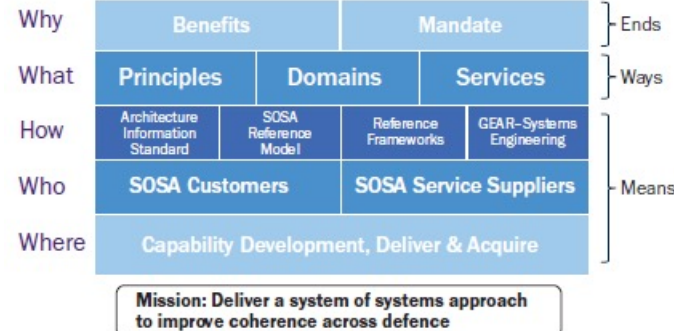 Why
Benefits
Mandate
Ends
What
Principles
Domains
Services
Ways
How
Architecture
Information
Standard
SOSA
Reference
Model
Reference
Frameworks
GEAR–Systems
Engineering
Means
Who
SOSA Customers
SOSA Service Suppliers
Where
Capability Development, Deliver & Acquire
Mission: Deliver a system of systems approach
to improve coherence across defence